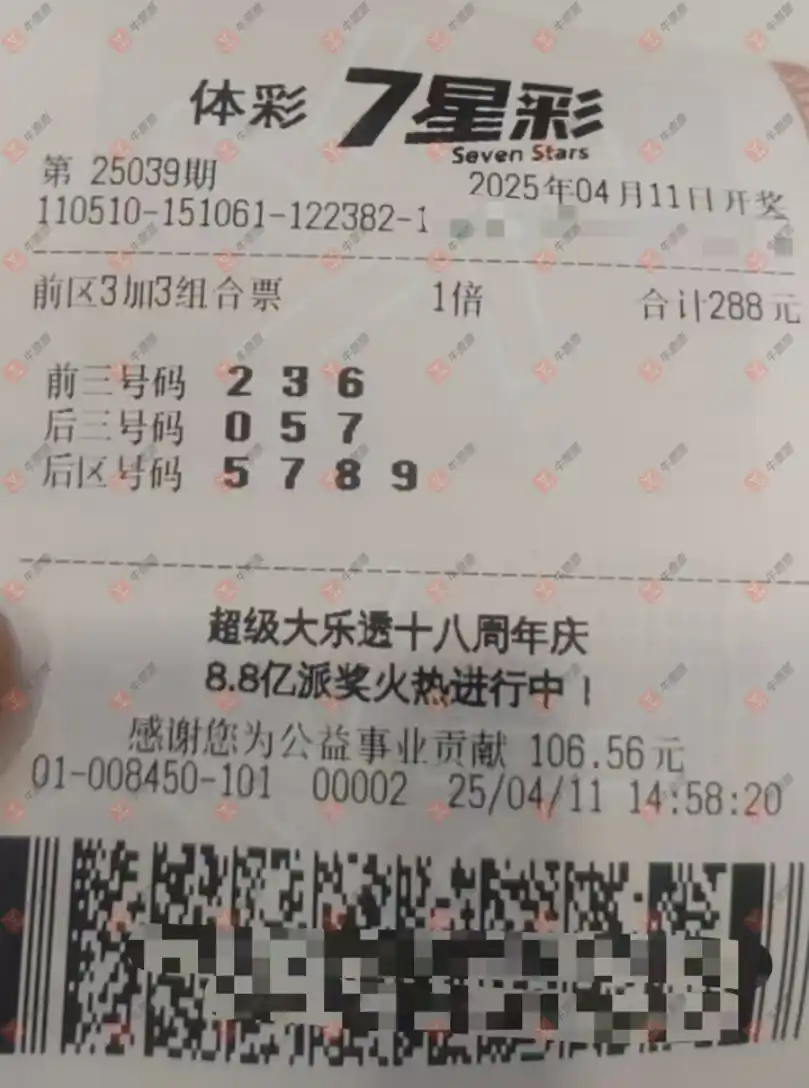 体彩 7星彩
Seven Stars
第 25039期
2025年04月11日开奖
110510-151061-122382-1
前区3加3组合票 1倍 合计288元
前三号码 2 3 6
后三号码 0 5 7
后区号码 5 7 8 9
超级大乐透十八周年庆
8.8亿派奖火热进行中！
感谢您为公益事业贡献 106.56元
01-008450-101 00002 25/04/11 14:58:20